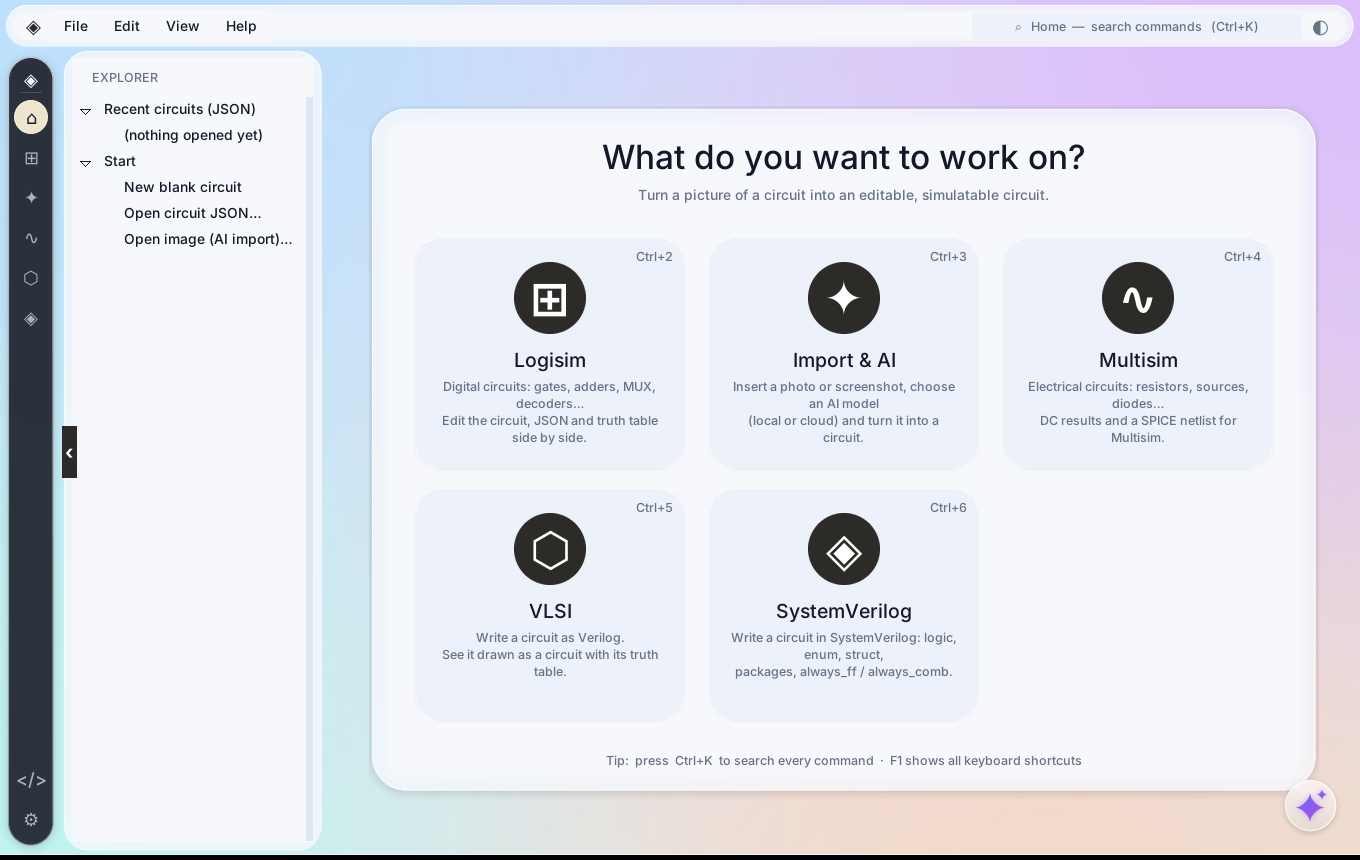 File Edit View Help
Home — search commands (Ctrl+K)
EXPLORER
Recent circuits (JSON)
(nothing opened yet)
Start
New blank circuit
Open circuit JSON...
Open image (AI import)...
What do you want to work on?
Turn a picture of a circuit into an editable, simulatable circuit.
Ctrl+2
Logisim
Digital circuits: gates, adders, MUX,
decoders...
Edit the circuit, JSON and truth table
side by side.
Ctrl+3
Import & AI
Insert a photo or screenshot, choose
an AI model
(local or cloud) and turn it into a
circuit.
Ctrl+4
Multisim
Electrical circuits: resistors, sources,
diodes...
DC results and a SPICE netlist for
Multisim.
Ctrl+5
VLSI
Write a circuit as Verilog.
See it drawn as a circuit with its truth
table.
Ctrl+6
SystemVerilog
Write a circuit in SystemVerilog: logic,
enum, struct,
packages, always_ff / always_comb.
</>
Tip: press Ctrl+K to search every command · F1 shows all keyboard shortcuts